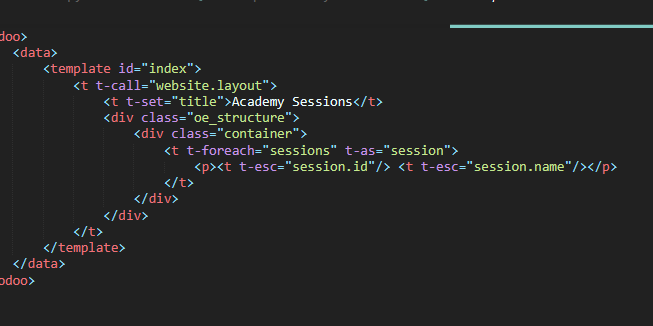 doo>
<data>
<template id="index">
<t t-call="website.layout">
<t t-set="title">Academy Sessions</t>
<div class="oe_structure">
<div class="container">
<t t-foreach="sessions" t-as="session">
<p><t t-esc="session.id"/> <t t-esc="session.name"/></p>
</t>
</div>
</div>
</t>
</template>
</data>
odoo>